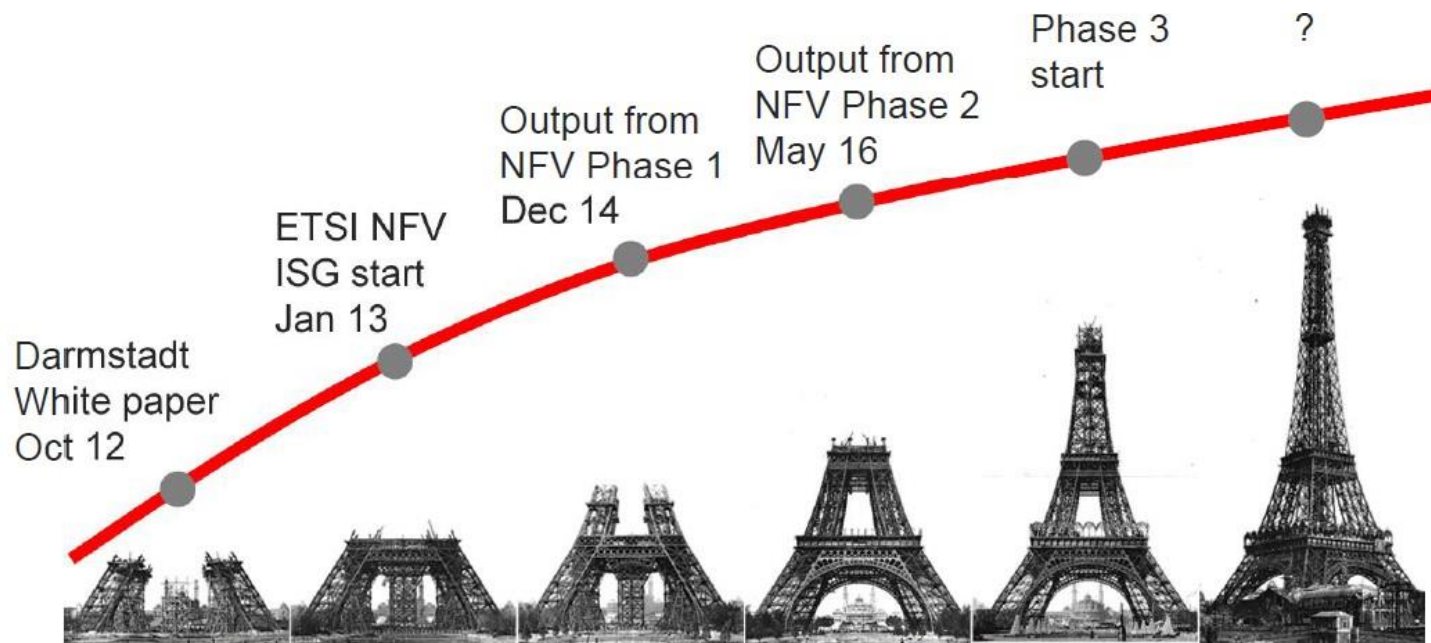 Darmstadt
White paper
Oct 12
ETSI NFV
ISG start
Jan 13
Output from
NFV Phase 1
Dec 14
Output from
NFV Phase 2
May 16
Phase 3
start
?